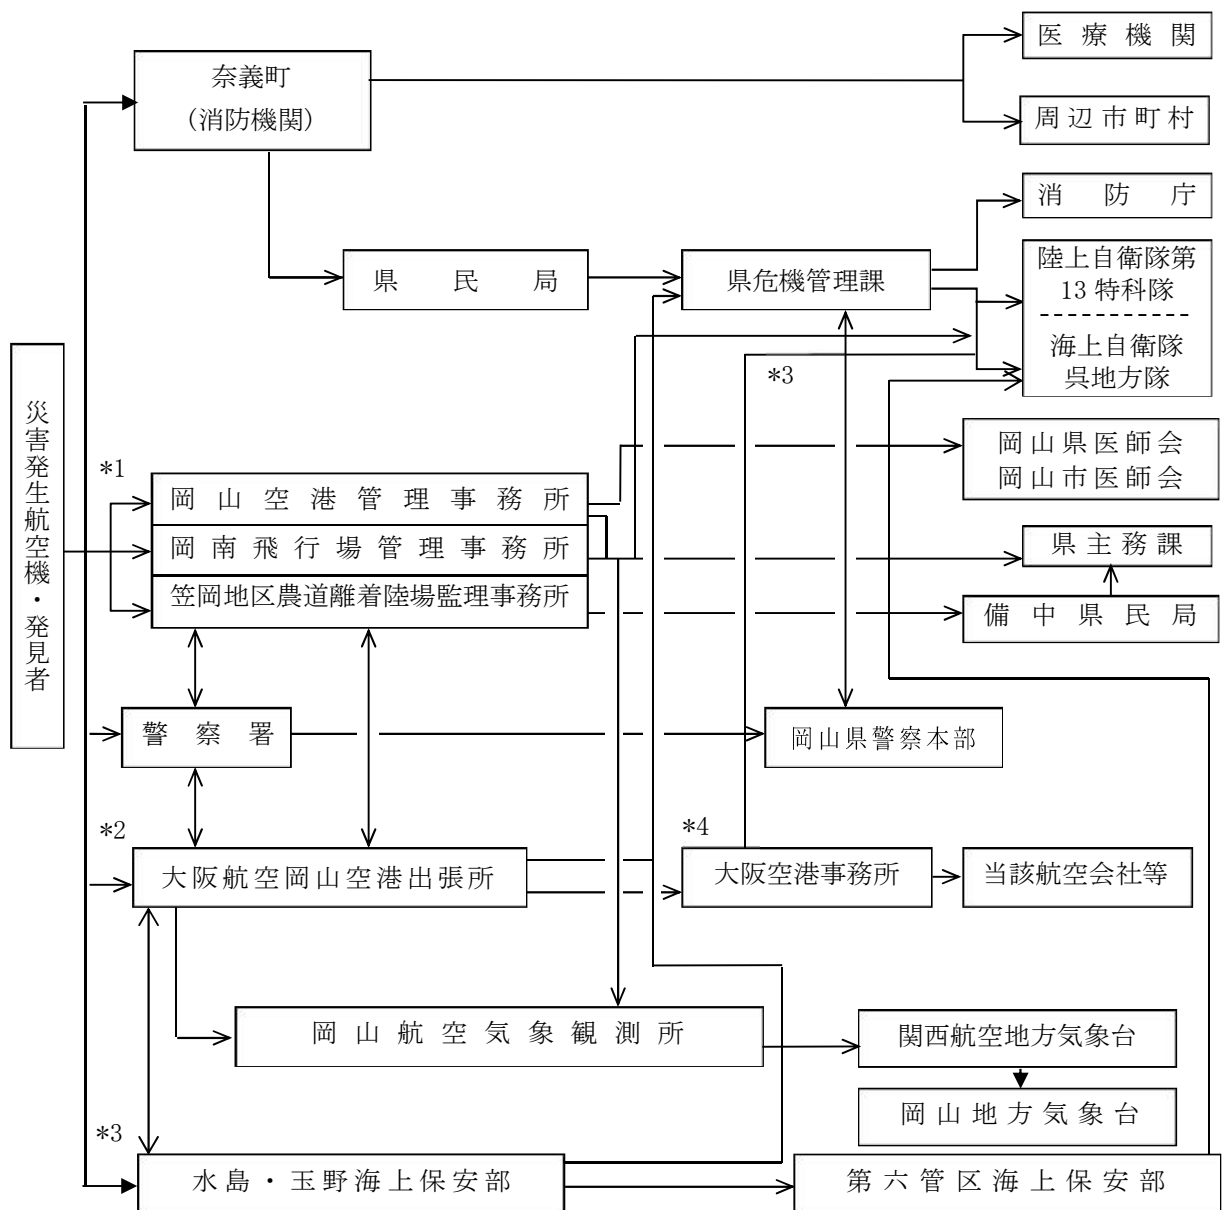 医療機関
奈義町
(消防機関)
周辺市町村
消防庁
県民局
県危機管理課
陸上自衛隊第
13特科隊
海上自衛隊
呉地方隊
*3
災害発生航空機・発見者
*1
岡山空港管理事務所
岡南飛行場管理事務所
笠岡地区農道離着陸場監理事務所
岡山県医師会
岡山市医師会
県主務課
備中県民局
警察署
岡山県警察本部
*2
大阪航空岡山空港出張所
*4
大阪空港事務所
当該航空会社等
岡山航空気象観測所
関西航空地方気象台
岡山地方気象台
*3
水島・玉野海上保安部
第六管区海上保安部